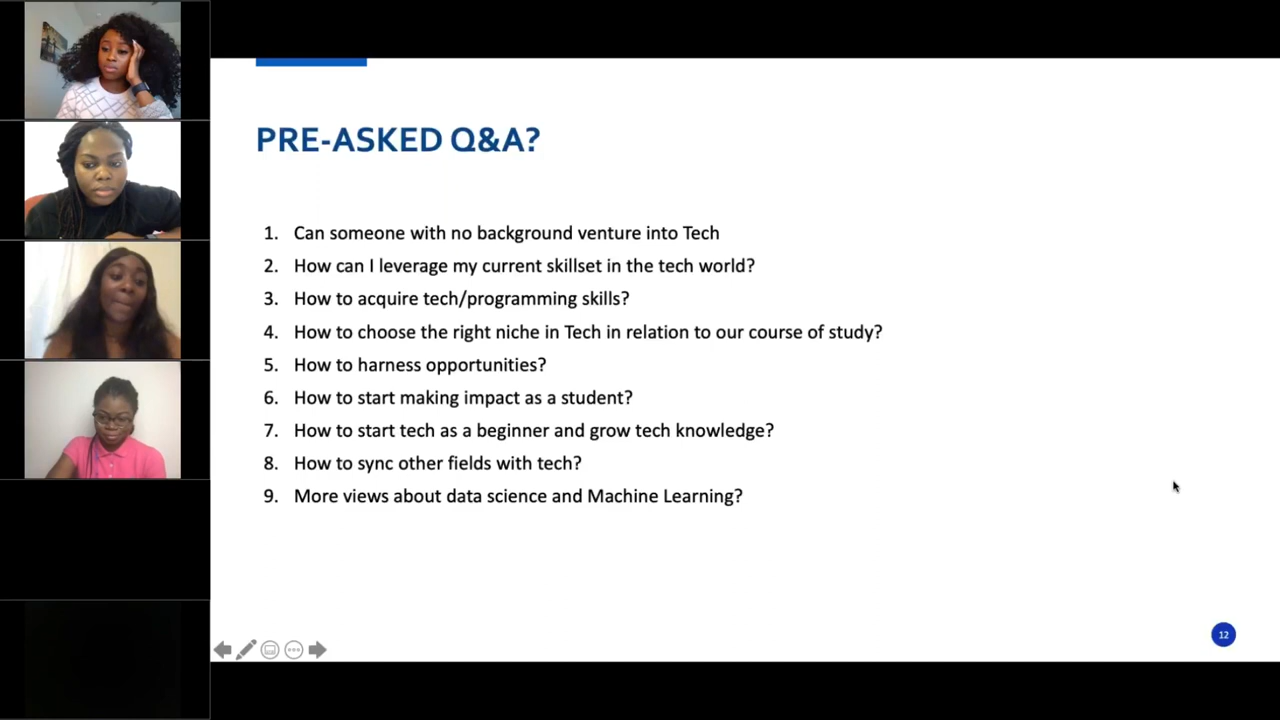 PRE-ASKED Q&A?
1. Can someone with no background venture into Tech
2. How can I leverage my current skillset in the tech world?
3. How to acquire tech/programming skills?
4. How to choose the right niche in Tech in relation to our course of study?
5. How to harness opportunities?
6. How to start making impact as a student?
7. How to start tech as a beginner and grow tech knowledge?
8. How to sync other fields with tech?
9. More views about data science and Machine Learning?
12